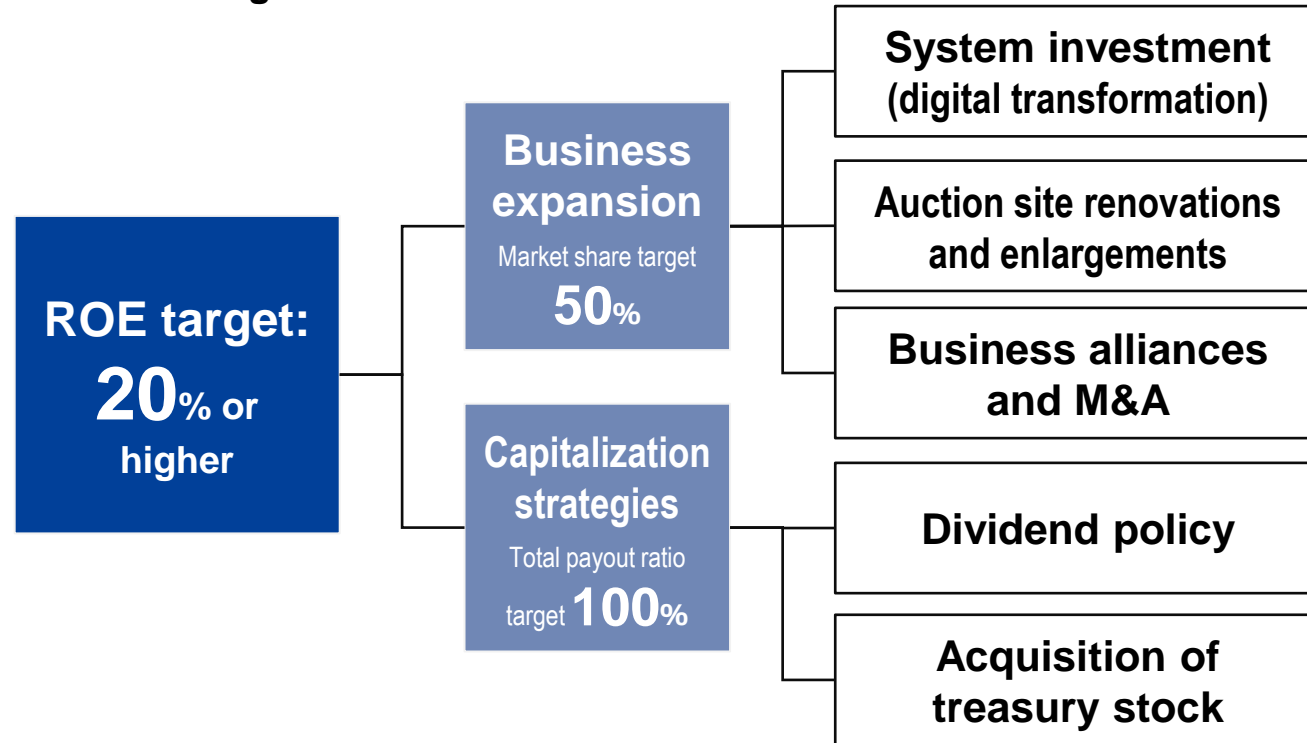 ROE target:
20% or
higher
Business
expansion
Market share target
50%
Capitalization
strategies
Total payout ratio
target 100%
System investment
(digital transformation)
Auction site renovations
and enlargements
Business alliances
and M&A
Dividend policy
Acquisition of
treasury stock